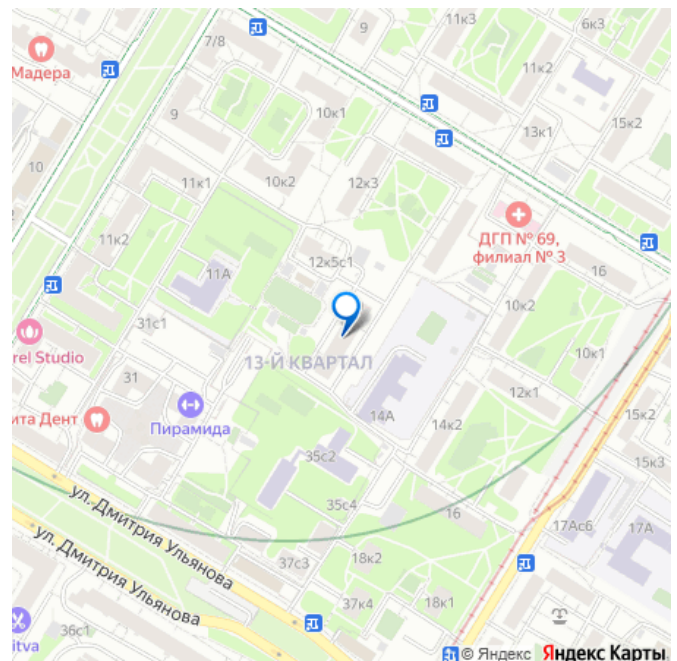 11к3
6к3
9
7/8
Мадера
11к2
10к1
15к2
9
13к1
10
11к1
10к2
12к3
ДГП № 69,
филиал № 3
11к2
12к5с1
16
11А
10к2
31с1
rel Studio
13-Й КВАРТАЛ
10к1
31
12к1
Пирамида
ита Дент
14А
14к2
15к2
35с2
15к3
ул. Дмитрия Ульянова
35с4
16
17Ас6
17А
ул. Дмитрия Ульянова
37с3
18к2
37к4
18к1
36с1
itva
© Яндекс Яндекс Карты